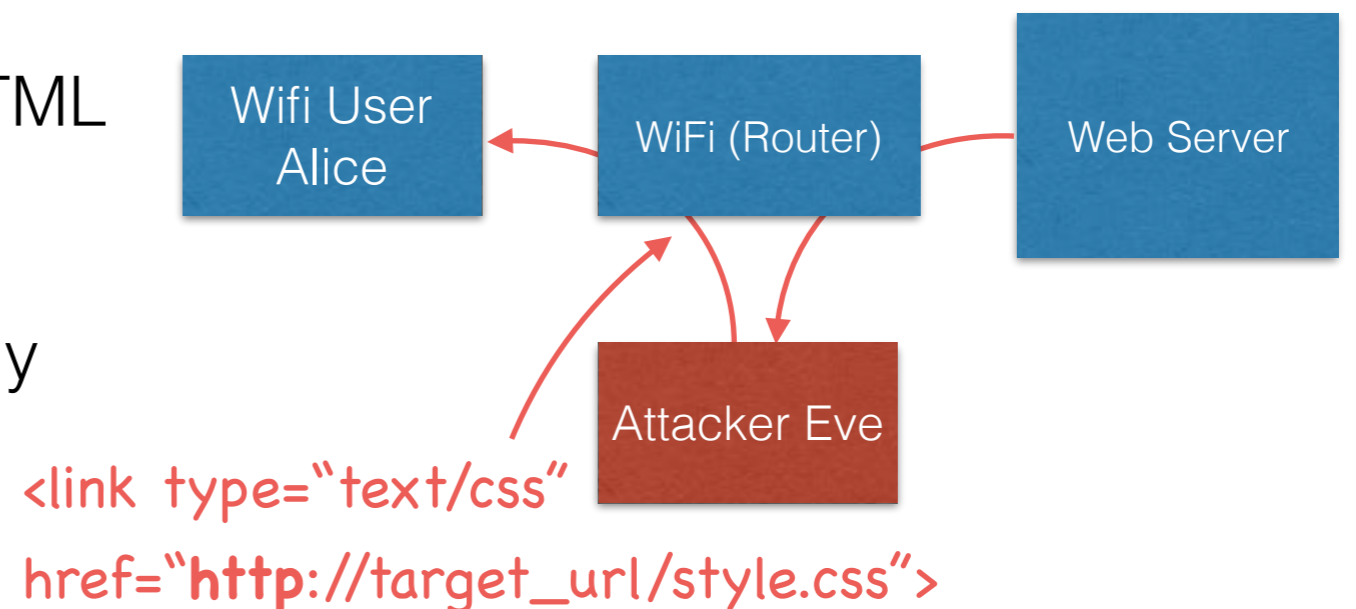 TML
Wifi User
Alice
WiFi (Router)
Web Server
y
Attacker Eve
<link type=“text/css”
href=“http://target_url/style.css”>